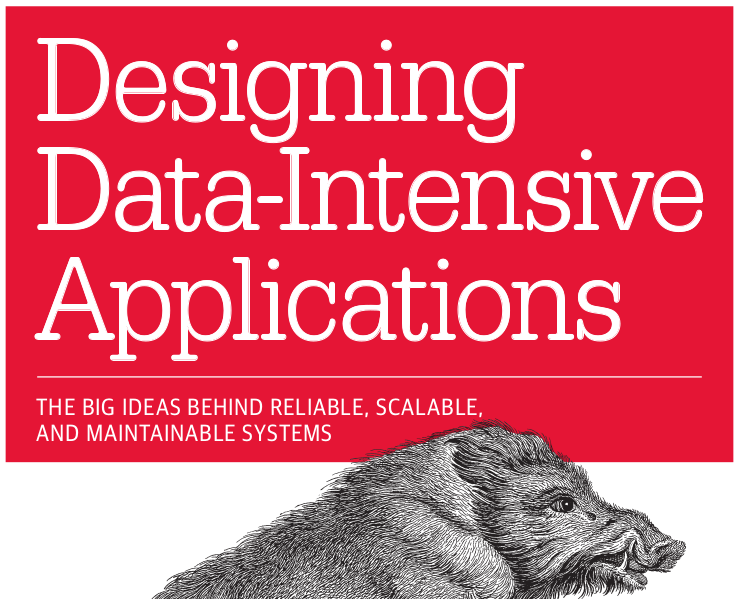 Designing
Data-Intensive
Applications
THE BIG IDEAS BEHIND RELIABLE, SCALABLE,
AND MAINTAINABLE SYSTEMS